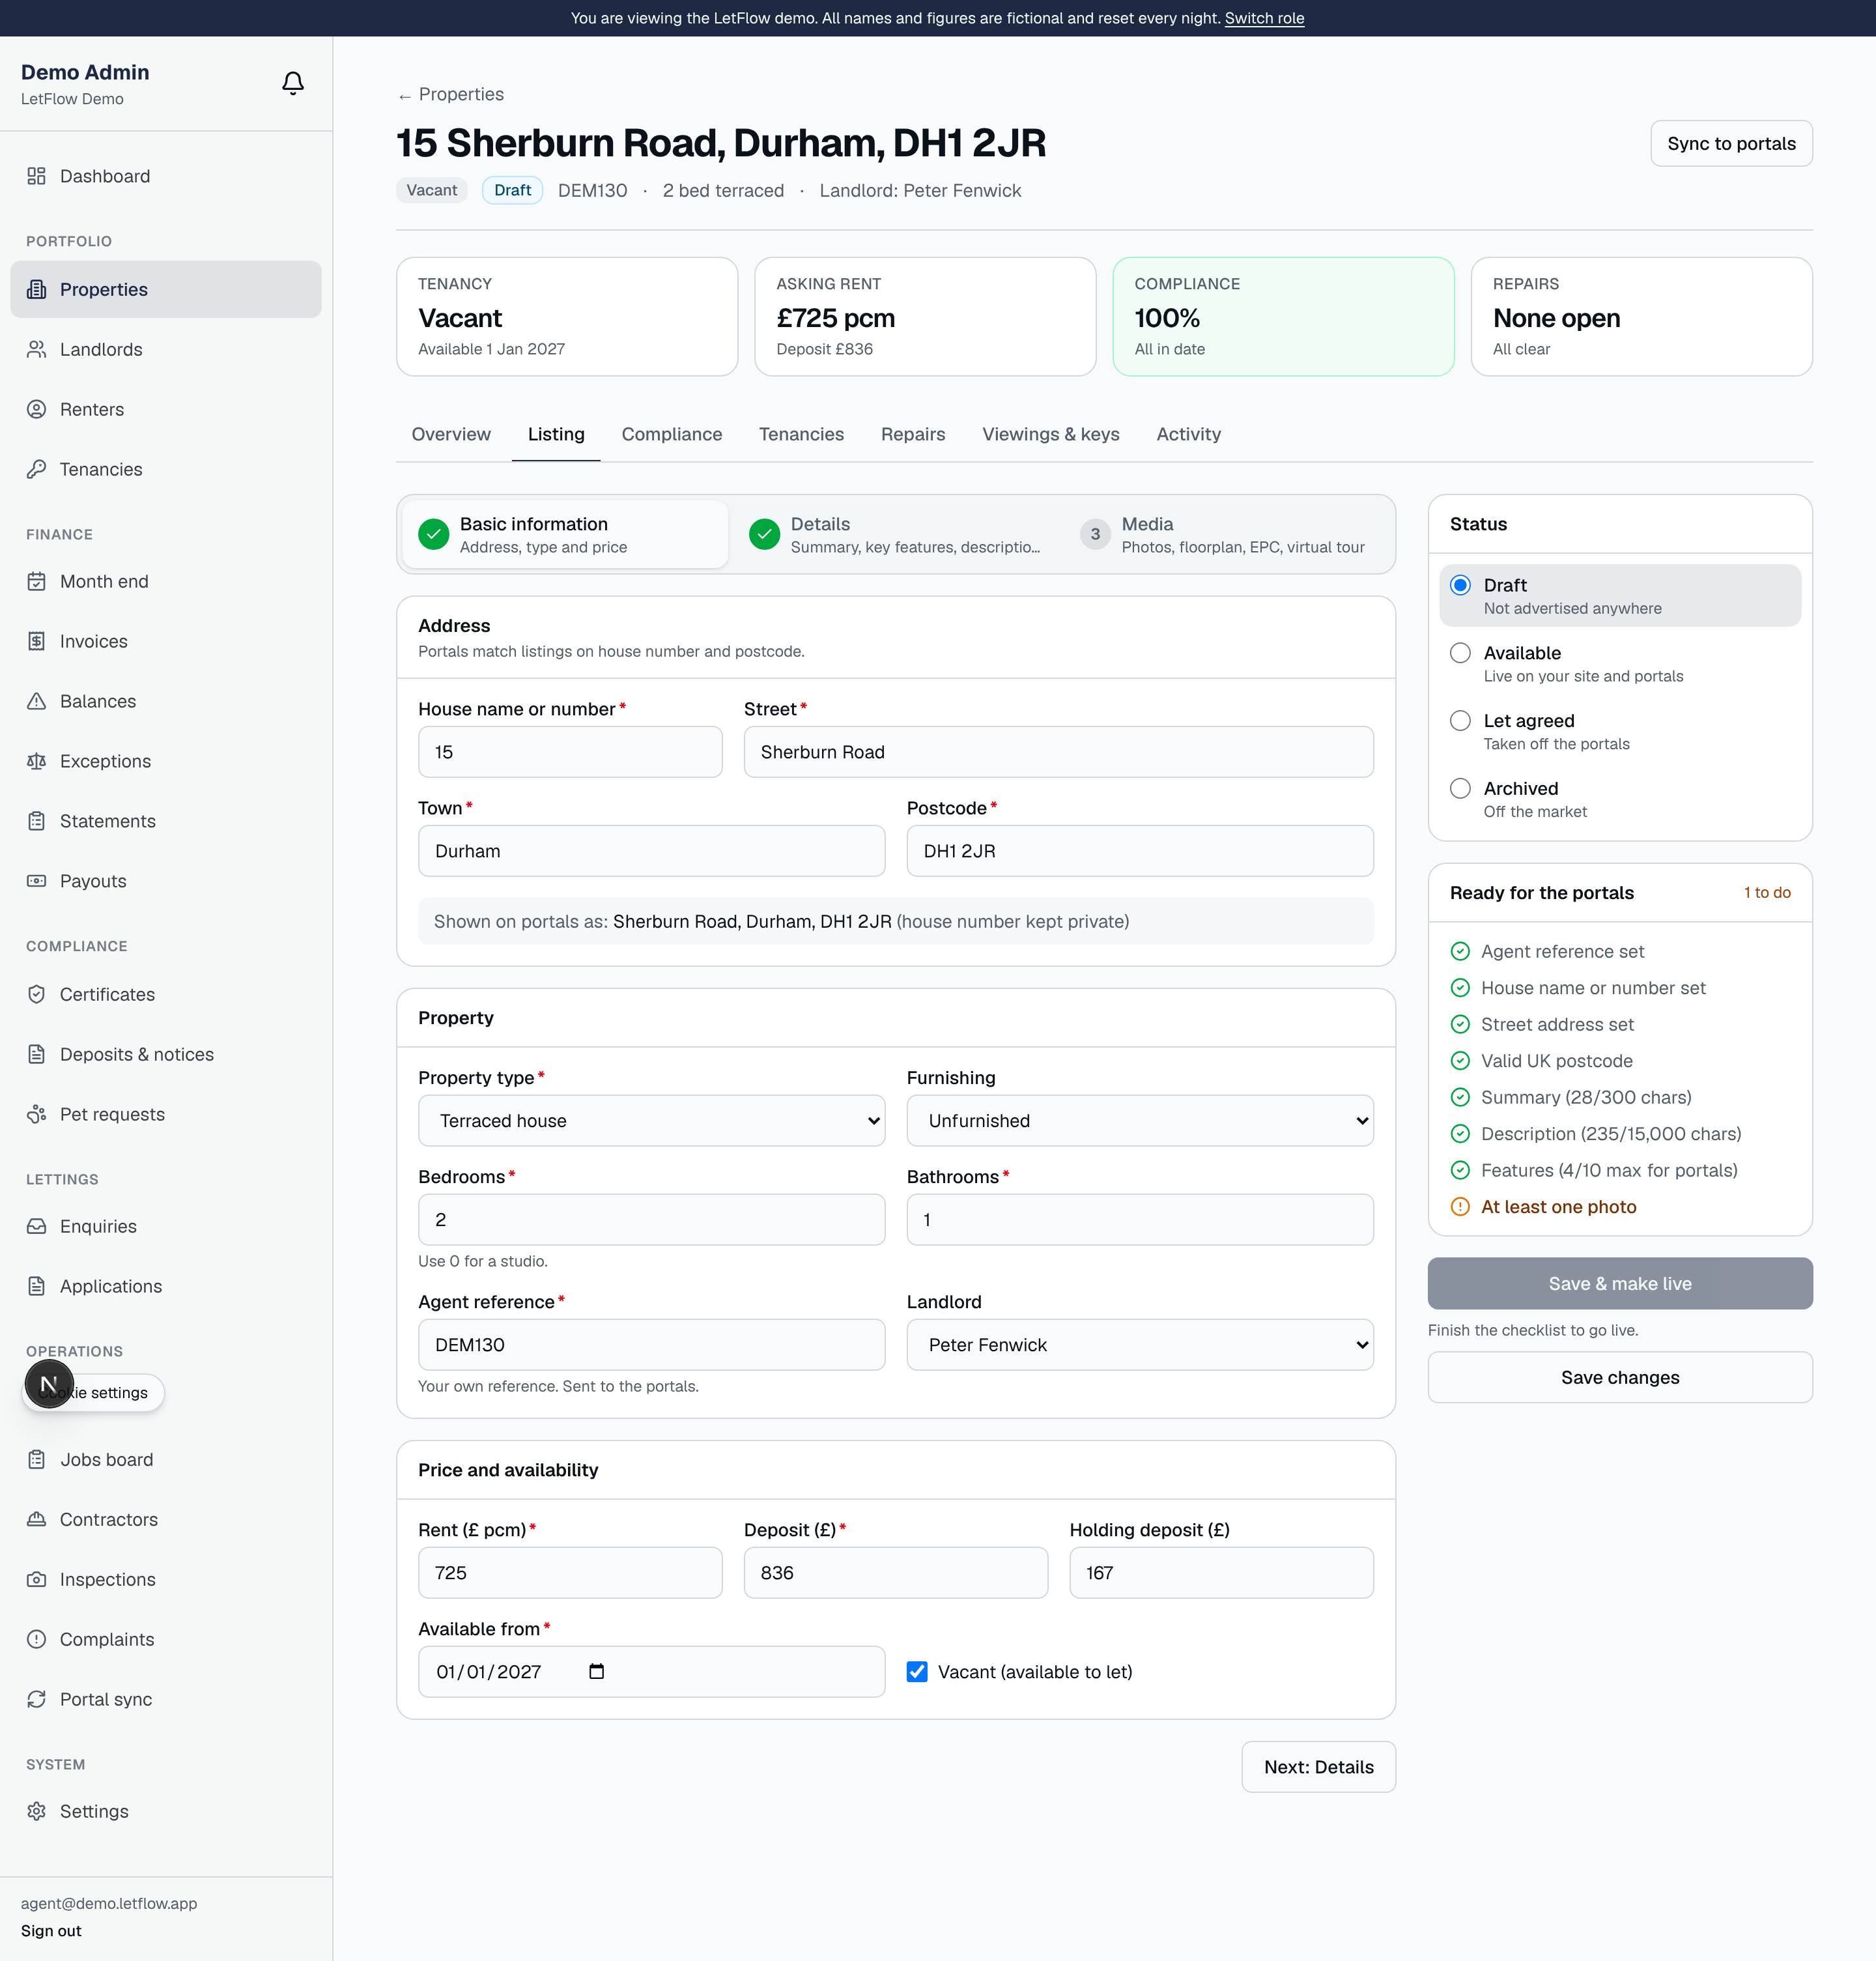 You are viewing the LetFlow demo. All names and figures are fictional and reset every night. Switch role
Demo Admin
LetFlow Demo
Dashboard
PORTFOLIO
Properties
Landlords
Renters
Tenancies
FINANCE
Month end
Invoices
Balances
Exceptions
Statements
Payouts
COMPLIANCE
Certificates
Deposits & notices
Pet requests
LETTINGS
Enquiries
Applications
OPERATIONS
N
settings
Jobs board
Contractors
Inspections
Complaints
Portal sync
SYSTEM
Settings
agent@demo.letflow.app
Sign out
← Properties
15 Sherburn Road, Durham, DH1 2JR
Sync to portals
Vacant Draft DEM130 · 2 bed terraced · Landlord: Peter Fenwick
TENANCY
Vacant
Available 1 Jan 2027
ASKING RENT
£725 pcm
Deposit £836
COMPLIANCE
100%
All in date
REPAIRS
None open
All clear
Overview Listing Compliance Tenancies Repairs Viewings & keys Activity
Basic information
Address, type and price
Details
Summary, key features, descriptio...
3
Media
Photos, floorplan, EPC, virtual tour
Address
Portals match listings on house number and postcode.
House name or number *
15
Street *
Sherburn Road
Town *
Durham
Postcode *
DH1 2JR
Shown on portals as: Sherburn Road, Durham, DH1 2JR (house number kept private)
Property
Property type *
Terraced house
Furnishing
Unfurnished
Bedrooms *
2
Use 0 for a studio.
Bathrooms *
1
Agent reference *
DEM130
Your own reference. Sent to the portals.
Landlord
Peter Fenwick
Price and availability
Rent (£ pcm) *
725
Deposit (£) *
836
Holding deposit (£)
167
Available from *
01/01/2027
Vacant (available to let)
Next: Details
Status
Draft
Not advertised anywhere
Available
Live on your site and portals
Let agreed
Taken off the portals
Archived
Off the market
Ready for the portals
1 to do
Agent reference set
House name or number set
Street address set
Valid UK postcode
Summary (28/300 chars)
Description (235/15,000 chars)
Features (4/10 max for portals)
At least one photo
Save & make live
Finish the checklist to go live.
Save changes